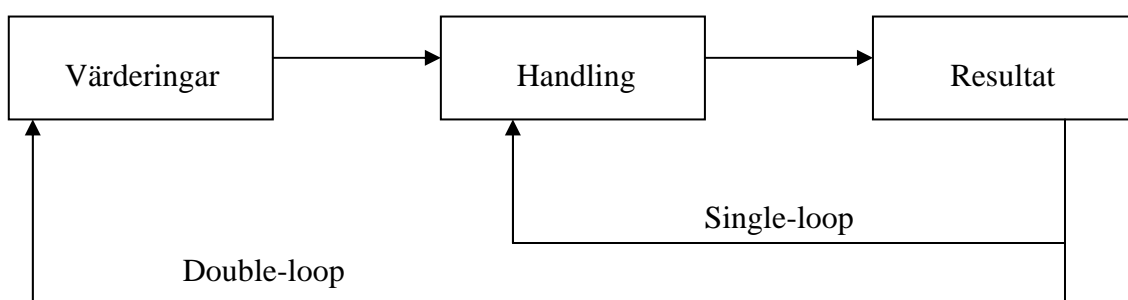 Värderingar
Handling
Resultat
Single-loop
Double-loop